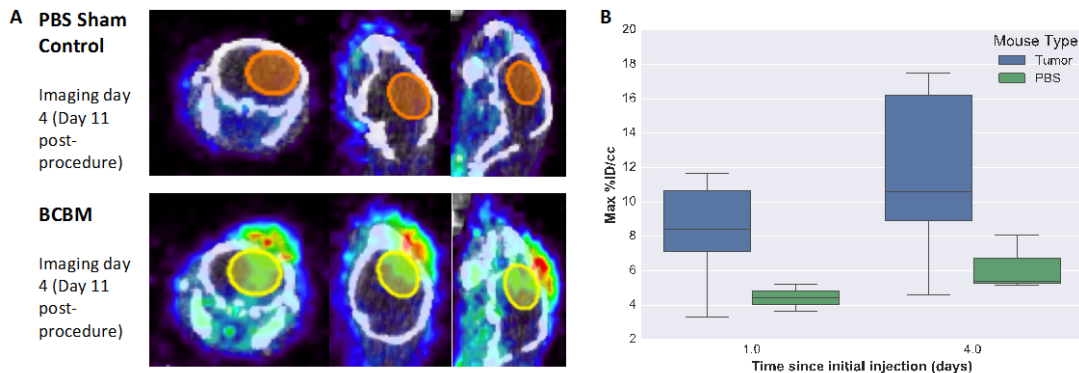 A
PBS Sham
Control
Imaging day
4 (Day 11
post-
procedure)
BCBM
Imaging day
4 (Day 11
post-
procedure)
B
20
18
16
14
12
10
8
6
4
2
Max %ID/cc
Mouse Type
Tumor
PBS
1.0
4.0
Time since initial injection (days)